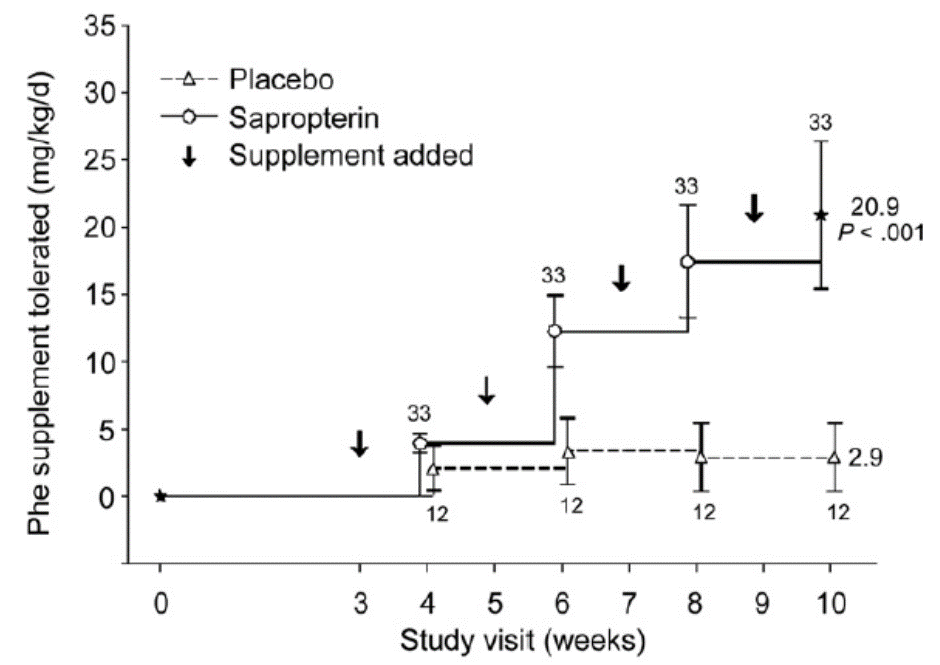 Phe supplement tolerated (mg/kg/d)
35
30
25
20
15
10
5
0
Placebo
Sapropterin
Supplement added
33
33
33
33
20.9
P < .001
2.9
12
12
12
12
0 3 4 5 6 7 8 9 10
Study visit (weeks)